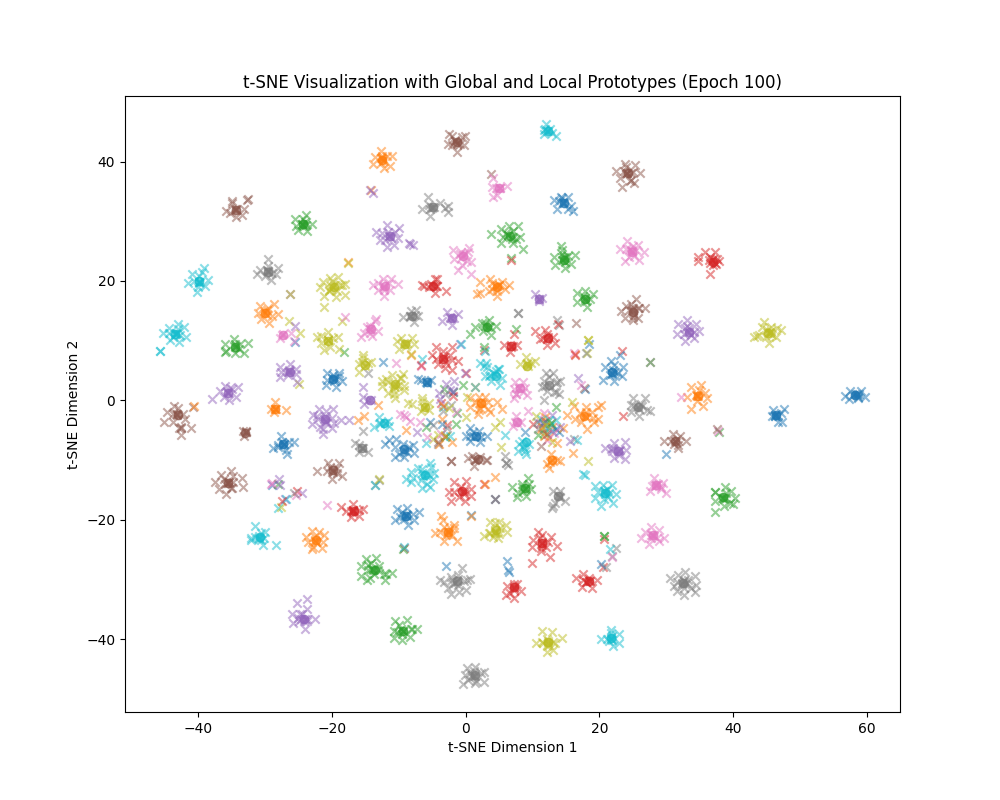 t-SNE Visualization with Global and Local Prototypes (Epoch 100)
40
20
0
−20
−40
t-SNE Dimension 2
−40 −20 0 20 40 60
t-SNE Dimension 1